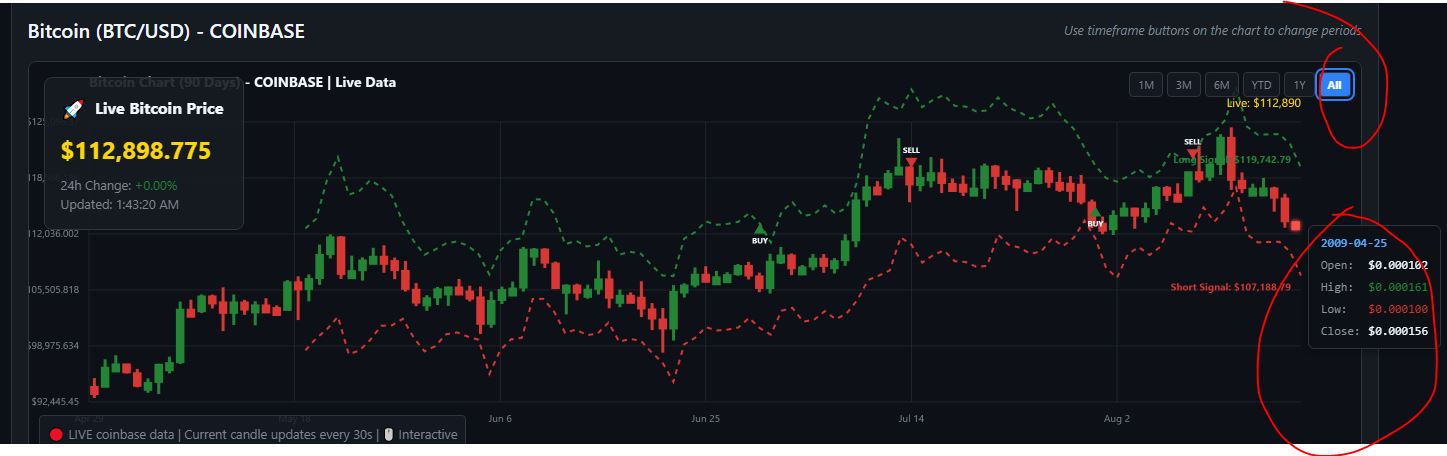 Bitcoin (BTC/USD) - COINBASE
Use timeframe buttons on the chart to change periods.
Bitcoin Chart (90 Days) - COINBASE | Live Data
1M 3M 6M YTD 1Y All
Live: $112,890
🚀 Live Bitcoin Price
$112,898.775
24h Change: +0.00%
Updated: 1:43:20 AM
SELL
SELL
Long Signal: $119,742.79
112,036.002
BUY
BUY
105,505.818
Short Signal: $107,188.79
$98,975.634
$92,445.45
2009-04-25
Open: $0.000102
High: $0.000161
Low: $0.000100
Close: $0.000156
Apr 29 May 18 Jun 6 Jun 25 Jul 14 Aug 2
🔴 LIVE coinbase data | Current candle updates every 30s | 🖱️ Interactive